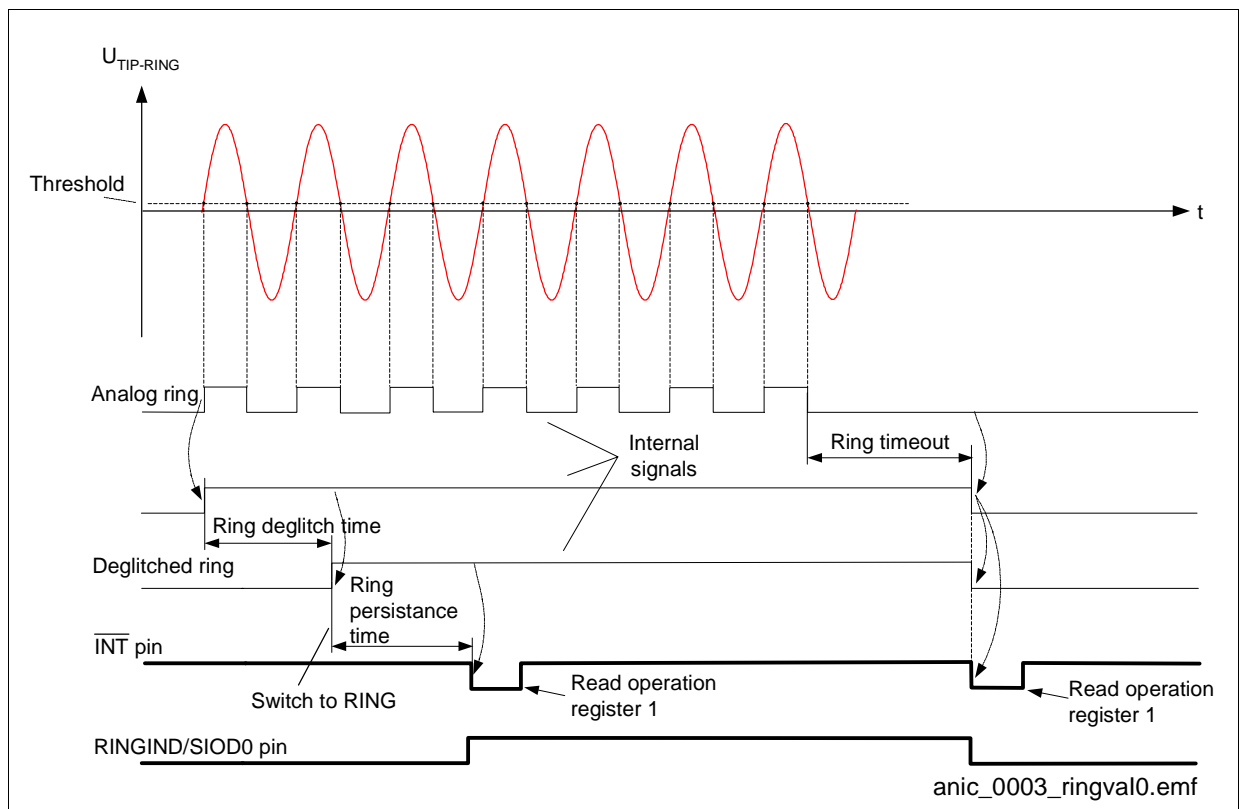 U TIP-RING
Threshold
t
Analog ring
Internal
signals
Ring timeout
Ring deglitch time
Deglitched ring
Ring
persistance
time
INT pin
Switch to RING
Read operation
register 1
Read operation
register 1
RINGIND/SIOD0 pin
anic_0003_ringval0.emf